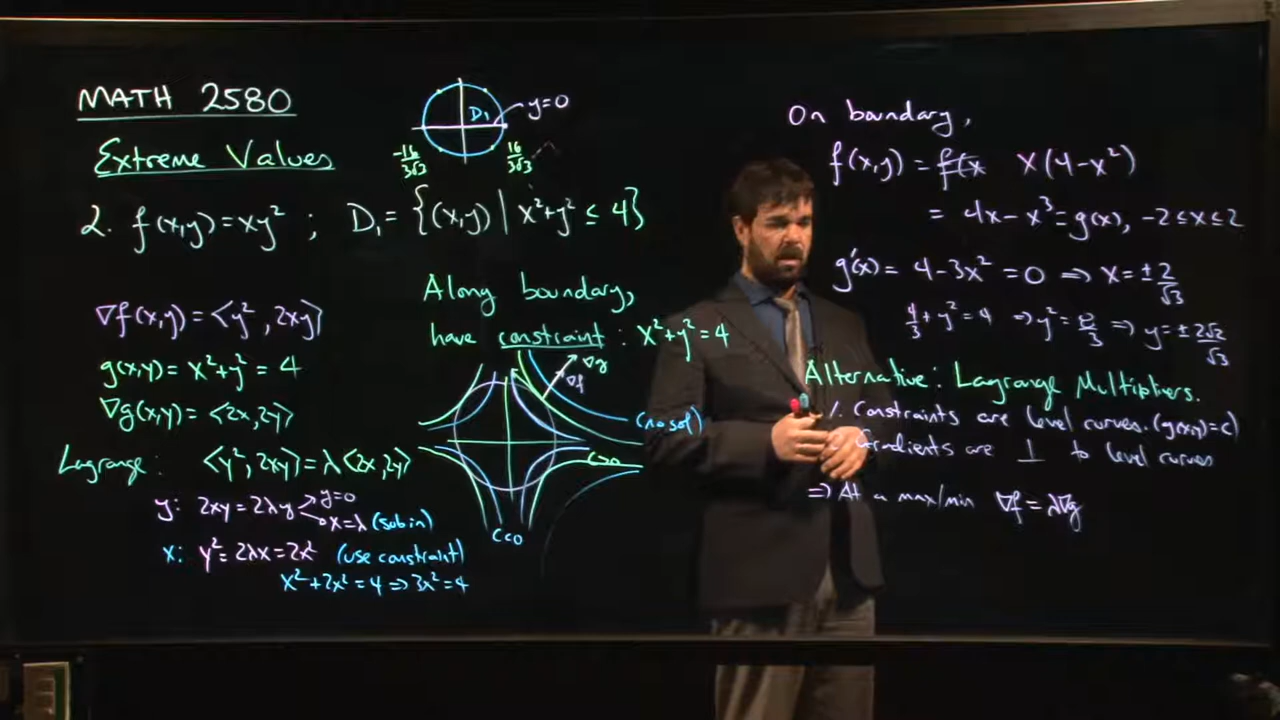 MATH 2580
Extreme Values
D₁
y=0
-16/3√3
16/3√3
2. f(x,y)=xy² ; D₁={(x,y) | x²+y² ≤ 4}
∇f(x,y)=⟨y², 2xy⟩
g(x,y)= x²+y² = 4
∇g(x,y)=⟨2x,2y⟩
Lagrange: ⟨y²,2xy⟩=λ⟨2x,2y⟩
y: 2xy=2λy
y=0
x=λ (sub in)
x: y²=2λx=2x² (use constraint)
x²+2x²=4 ⇒ 3x²=4
Along boundary,
have constraint : x²+y²=4
∇g
∇f
(no sol)
C>0
C<0
On boundary,
f(x,y) = f(x x(4-x²)
= 4x-x³=g(x), -2≤x≤2
g'(x)= 4-3x²=0 ⇒ x=±2/√3
4/3+y²=4 ⇒ y²=8/3 ⇒ y=±2√2/√3
Alternative: Lagrange Multipliers.
1. Constraints are level curves. (g(x,y)=c)
Gradients are ⊥ to level curves
⇒ At a max/min ∇f=λ∇g